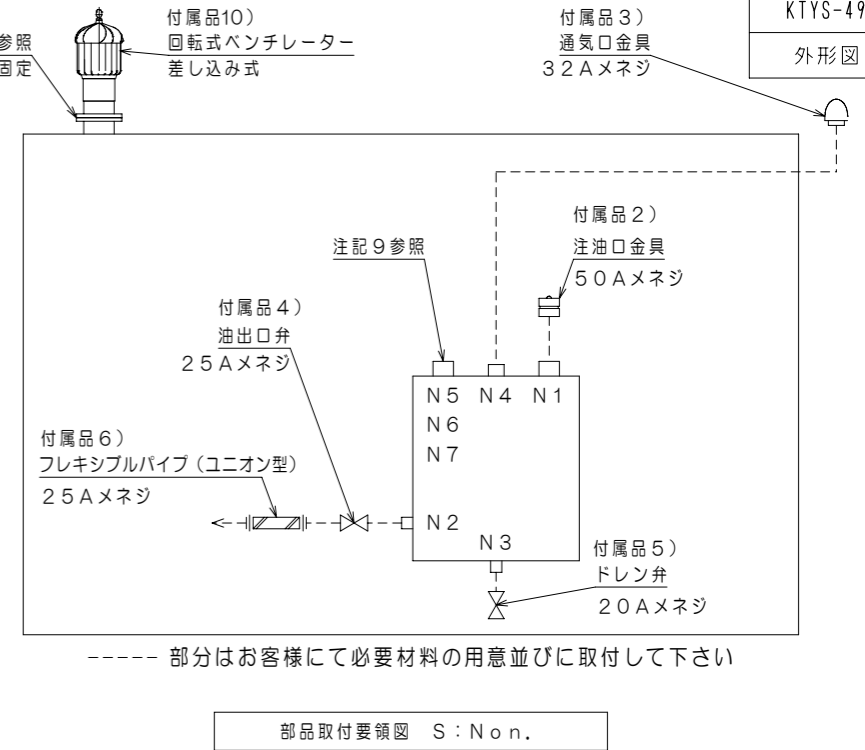 付属品10)
回転式ベンチレーター
差し込み式
参照
固定
付属品3)
通気口金具
32Aメネジ
KTYS-49
外形図
付属品2)
注油口金具
50Aメネジ
注記9参照
付属品4)
油出口弁
25Aメネジ
N5 N4 N1
N6
N7
付属品6)
フレキシブルパイプ(ユニオン型)
25Aメネジ
N2
N3
付属品5)
ドレン弁
20Aメネジ
----- 部分はお客様にて必要材料の用意並びに取付して下さい
部品取付要領図 S:Non.